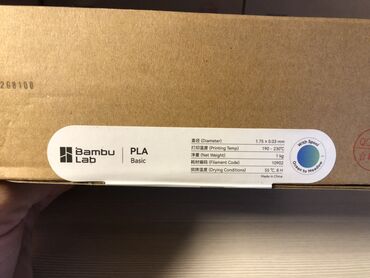 Bambu
Lab
PLA
Basic
直径 (Diameter) 1.75 ± 0.03 mm
打印温度 (Printing Temp) 190 - 230℃
净重 (Net Weight) 1 kg
耗材编码 (Filament Code) 10902
烘烤温度 (Drying Conditions) 55 ℃, 8 H
Made in China
With Spool